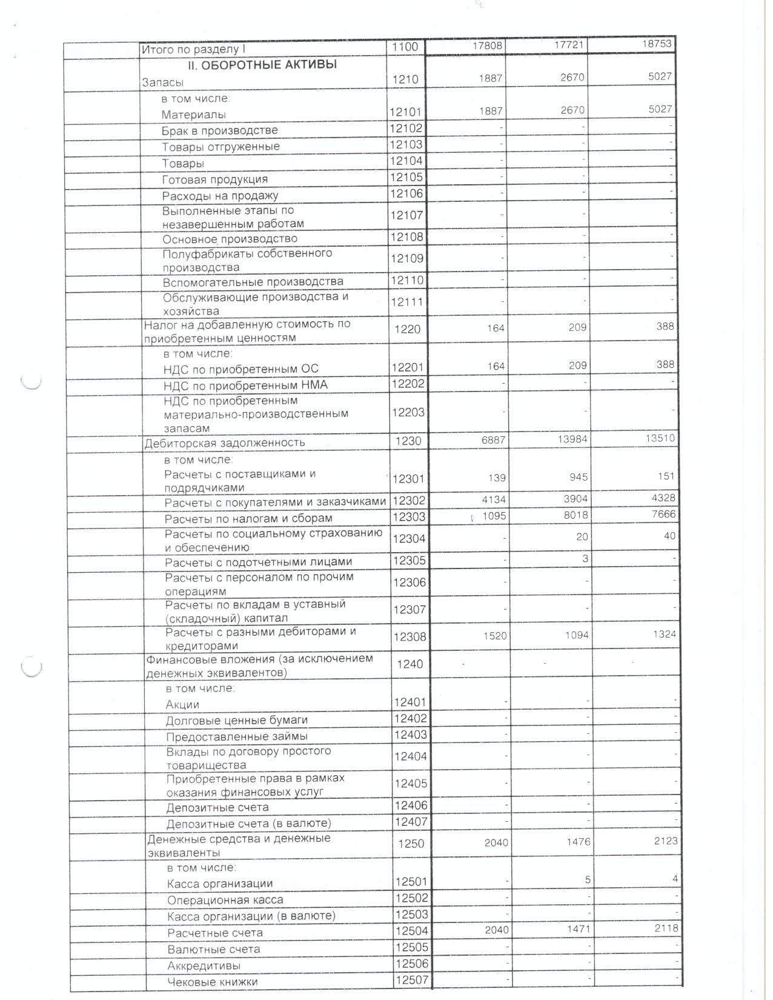 Итого по разделу I 1100 17808 17721 18753
II. ОБОРОТНЫЕ АКТИВЫ
Запасы 1210 1887 2670 5027
в том числе:
Материалы 12101 1887 2670 5027
Брак в производстве 12102 - - -
Товары отгруженные 12103 - - -
Товары 12104 - - -
Готовая продукция 12105 - - -
Расходы на продажу 12106 - - -
Выполненные этапы по
незавершенным работам 12107 - - -
Основное производство 12108 - - -
Полуфабрикаты собственного
производства 12109 - - -
Вспомогательные производства 12110 - - -
Обслуживающие производства и
хозяйства 12111 - - -
Налог на добавленную стоимость по
приобретенным ценностям 1220 164 209 388
в том числе:
НДС по приобретенным ОС 12201 164 209 388
НДС по приобретенным НМА 12202 - - -
НДС по приобретенным
материально-производственным 12203 - - -
запасам
Дебиторская задолженность 1230 6887 13984 13510
в том числе:
Расчеты с поставщиками и
подрядчиками 12301 139 945 151
Расчеты с покупателями и заказчиками 12302 4134 3904 4328
Расчеты по налогам и сборам 12303 1095 8018 7666
Расчеты по социальному страхованию
и обеспечению 12304 - 20 40
Расчеты с подотчетными лицами 12305 - 3 -
Расчеты с персоналом по прочим
операциям 12306 - - -
Расчеты по вкладам в уставный
(складочный) капитал 12307 - - -
Расчеты с разными дебиторами и
кредиторами 12308 1520 1094 1324
Финансовые вложения (за исключением
денежных эквивалентов) 1240 - - -
в том числе:
Акции 12401 - - -
Долговые ценные бумаги 12402 - - -
Предоставленные займы 12403 - - -
Вклады по договору простого
товарищества 12404 - - -
Приобретенные права в рамках
оказания финансовых услуг 12405 - - -
Депозитные счета 12406 - - -
Депозитные счета (в валюте) 12407 - - -
Денежные средства и денежные
эквиваленты 1250 2040 1476 2123
в том числе:
Касса организации 12501 - 5 4
Операционная касса 12502 - - -
Касса организации (в валюте) 12503 - - -
Расчетные счета 12504 2040 1471 2118
Валютные счета 12505 - - -
Аккредитивы 12506 - - -
Чековые книжки 12507 - - -